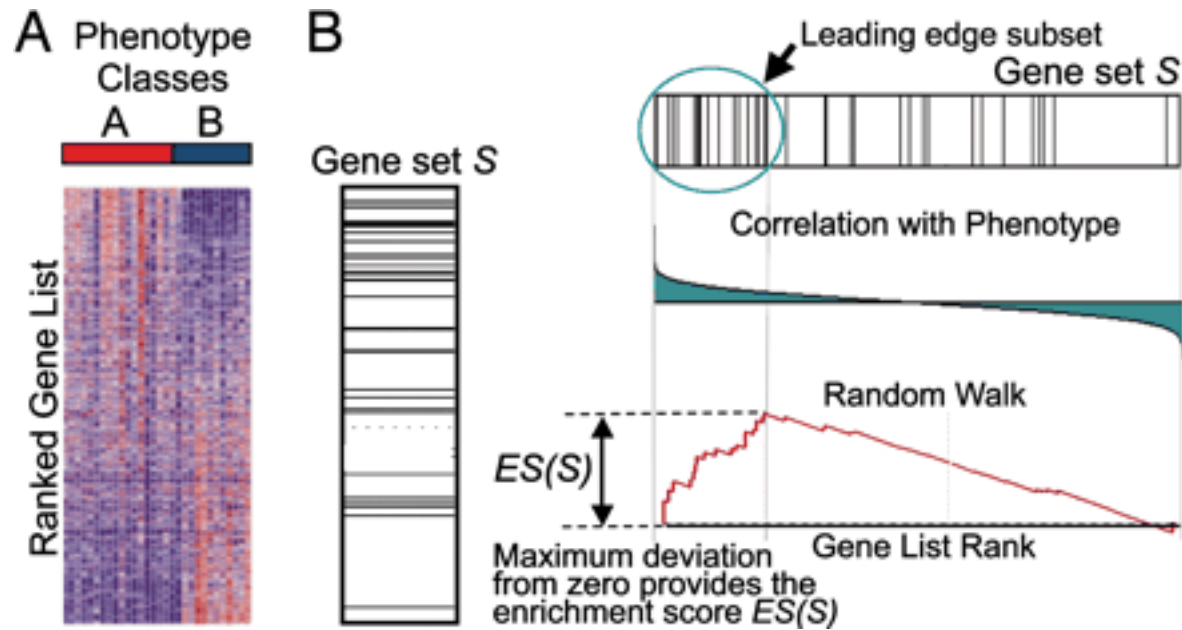 A
Phenotype
Classes
A
B
Ranked Gene List
B
Gene set S
Leading edge subset
Gene set S
Correlation with Phenotype
Random Walk
ES(S)
Gene List Rank
Maximum deviation
from zero provides the
enrichment score ES(S)